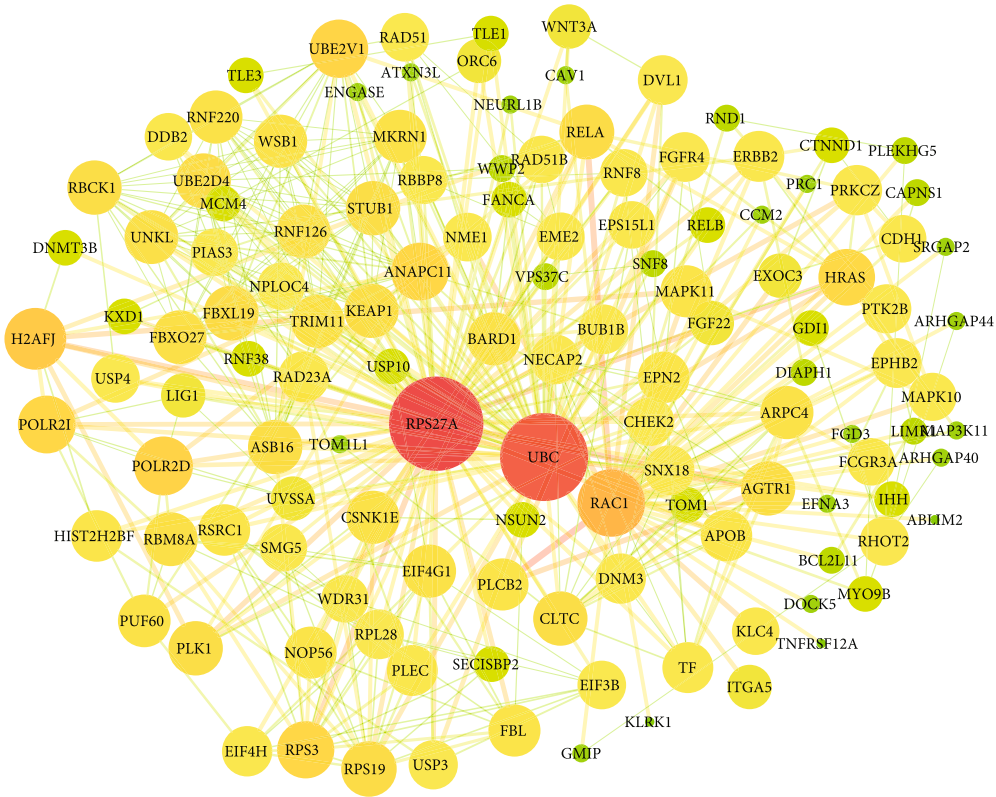 WNT3A
RAD51
TLE1
UBE2V1
ORC6
ATXN3L
CAV1
TLE3
DVL1
ENGASE
NEURL1B
RNF220
RND1
RELA
DDB2
WSB1
MKRN1
CTNND1
PLEKHG5
RAD51B
FGFR4
ERBB2
WWP2
RNF8
RBCK1
UBE2D4
RBBP8
PRC1
PRKCZ
CAPNS1
MCM4
FANCA
STUB1
CCM2
RELB
EPS15L1
UNKL
RNF126
NME1
EME2
CDH1
DNMT3B
SRGAP2
PIAS3
SNF8
ANAPC11
VPS37C
EXOC3
HRAS
NPLOC4
MAPK11
KXD1
FBXL19
TRIM11
KEAP1
PTK2B
ARHGAP44
FGF22
GDI1
BUB1B
H2AFJ
FBXO27
BARD1
RNF38
NECAP2
USP10
EPHB2
DIAPH1
USP4
RAD23A
EPN2
LIG1
MAPK10
ARPC4
POLR2I
RPS27A
CHEK2
FGD3
LIMK1
MAP3K11
ASB16
TOM1L1
UBC
ARHGAP40
FCGR3A
POLR2D
SNX18
AGTR1
UVSSA
RAC1
TOM1
EFNA3
IHH
CSNK1E
NSUN2
ABLIM2
HIST2H2BF
RSRC1
RBM8A
APOB
RHOT2
SMG5
BCL2L11
EIF4G1
DNM3
PLCB2
MYO9B
WDR31
DOCK5
PUF60
CLTC
KLC4
RPL28
TNFRSF12A
PLK1
NOP56
PLEC
SECISBP2
TF
EIF3B
ITGA5
KLRK1
FBL
EIF4H
RPS3
GMIP
USP3
RPS19